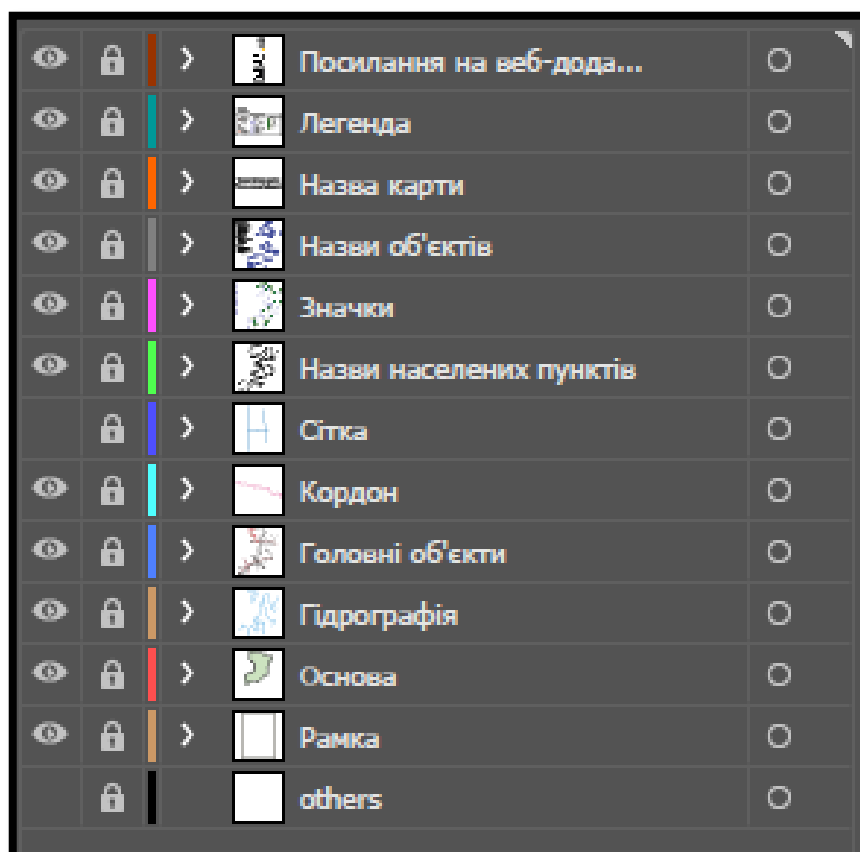 Посилання на веб-дода...
Легенда
Назва карти
Назви об'єктів
Значки
Назви населених пунктів
Сітка
Кордон
Головні об'єкти
Гідрографія
Основа
Рамка
others